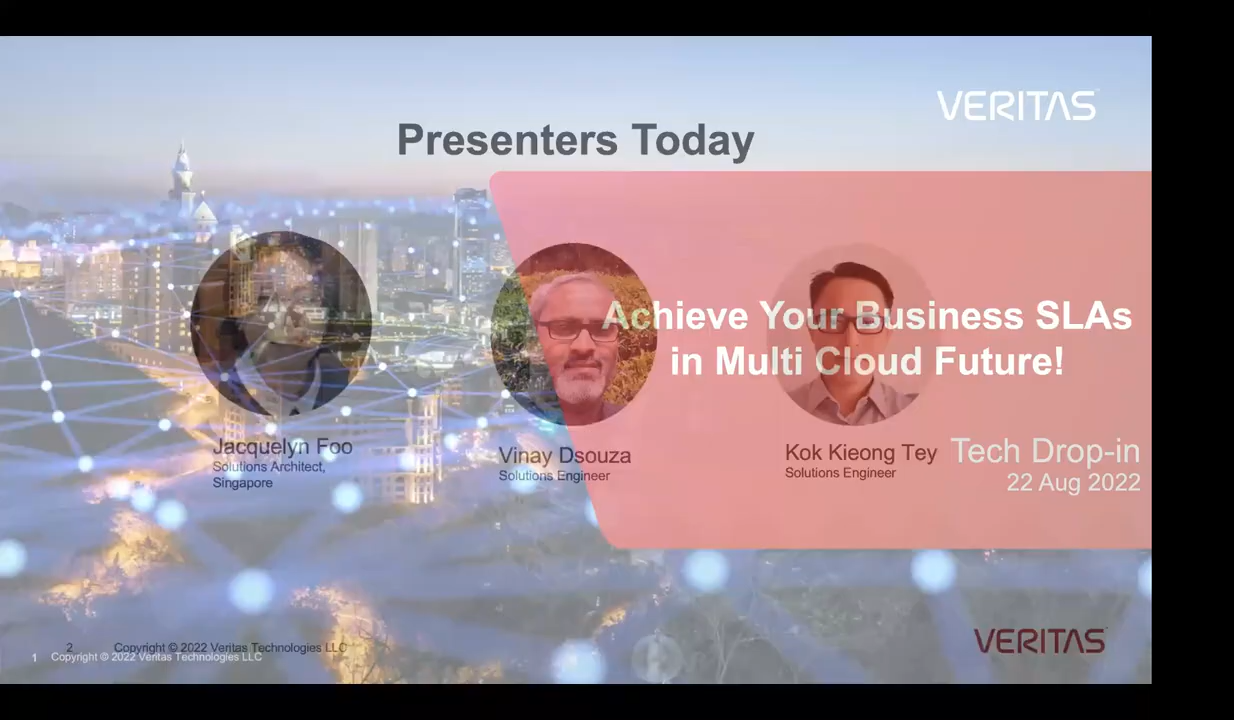 VERITAS
Presenters Today
Achieve Your Business SLAs
in Multi Cloud Future!
Jacquelyn Foo
Solutions Architect,
Singapore
Vinay Dsouza
Solutions Engineer
Kok Kieong Tey
Solutions Engineer
Tech Drop-in
22 Aug 2022
2 Copyright © 2022 Veritas Technologies LLC
1 Copyright © 2022 Veritas Technologies LLC
VERITAS